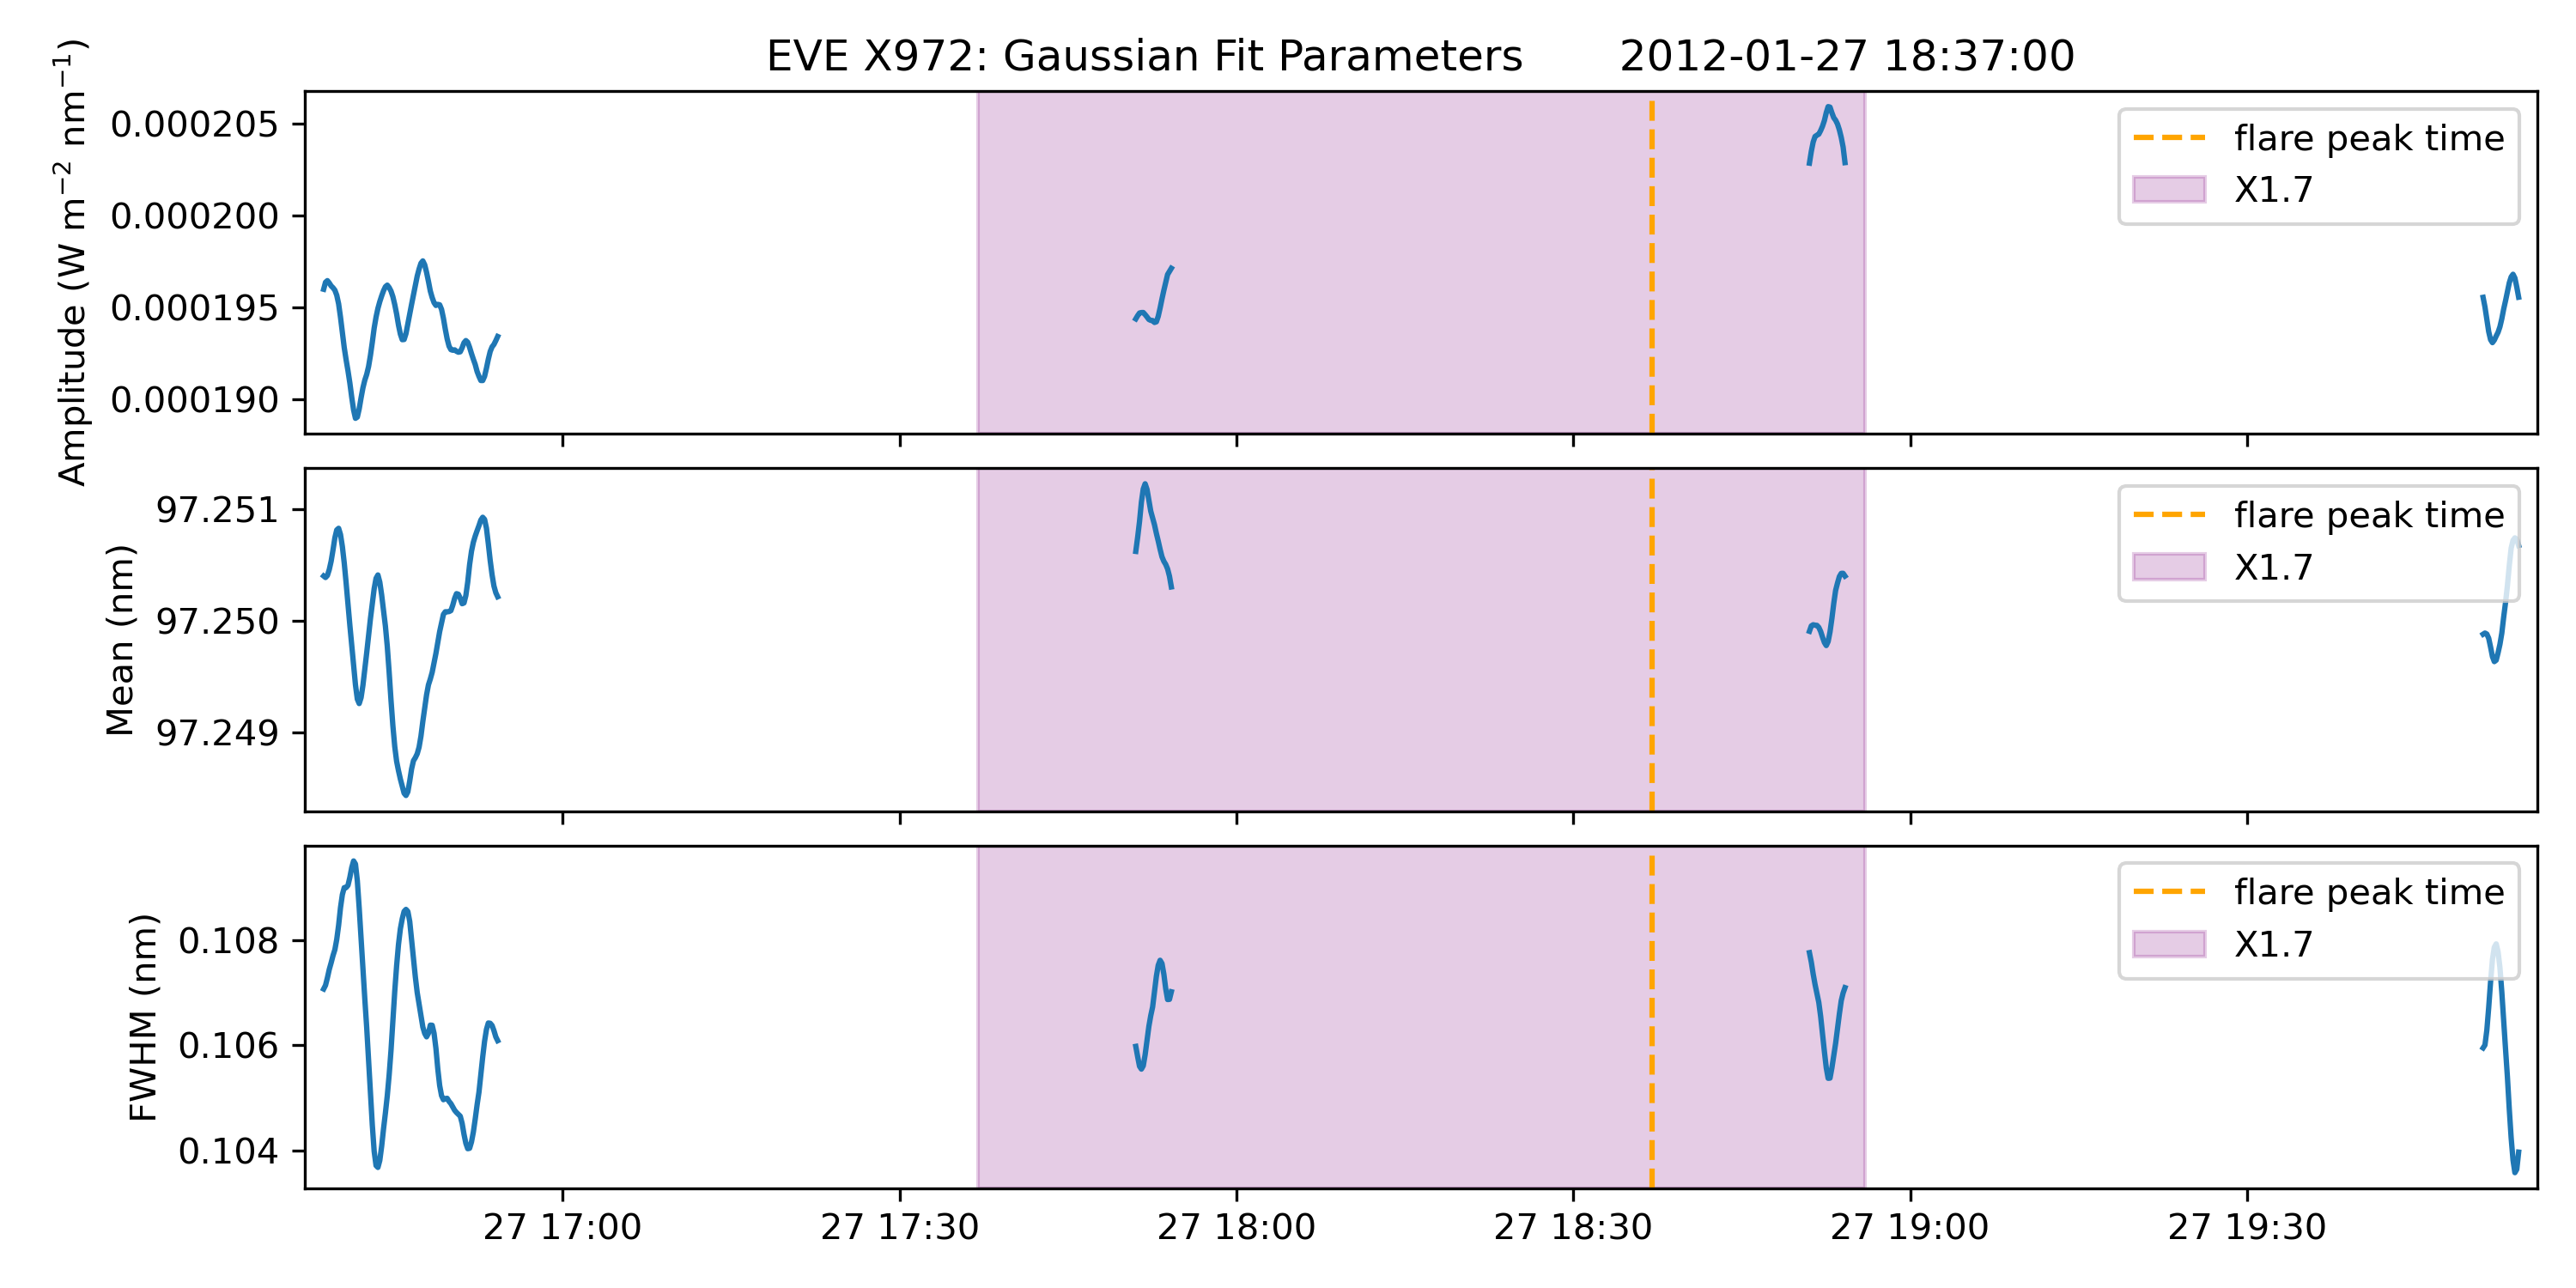 EVE X972: Gaussian Fit Parameters 2012-01-27 18:37:00
Amplitude (W m⁻² nm⁻¹)
0.000205
0.000200
0.000195
0.000190
flare peak time
X1.7
Mean (nm)
97.251
97.250
97.249
flare peak time
X1.7
FWHM (nm)
0.108
0.106
0.104
flare peak time
X1.7
27 17:00
27 17:30
27 18:00
27 18:30
27 19:00
27 19:30